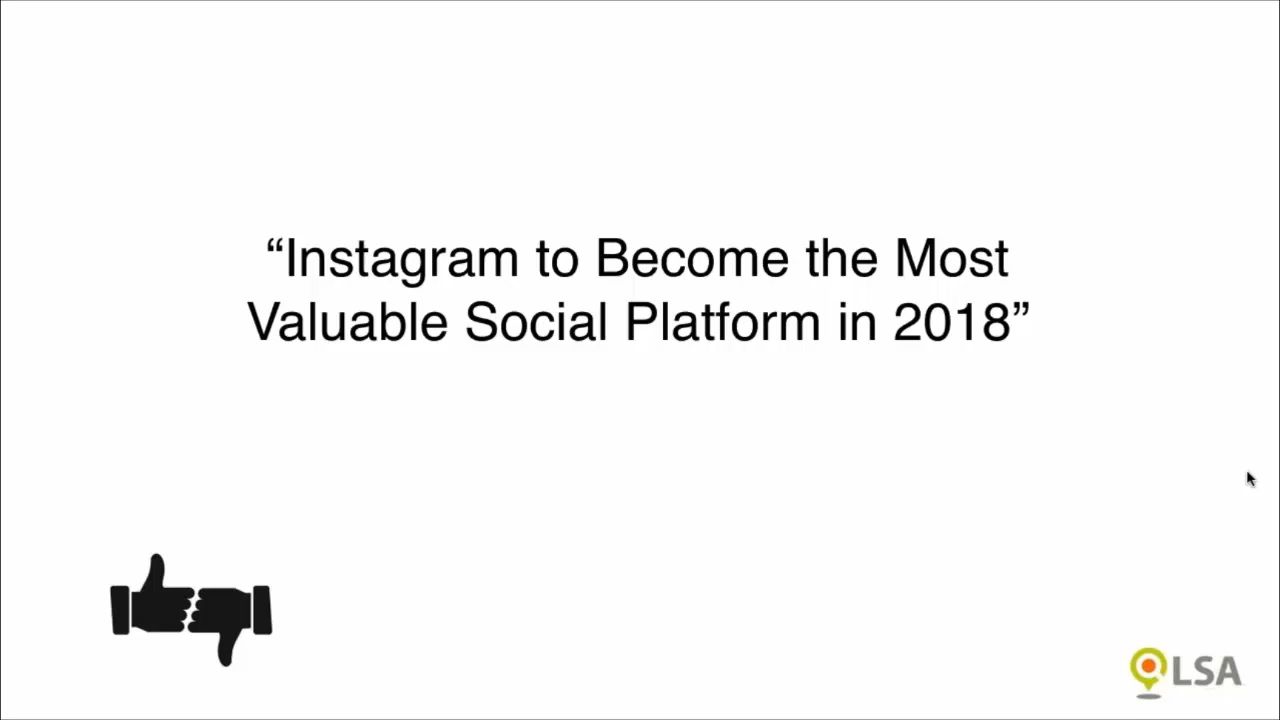 “Instagram to Become the Most
Valuable Social Platform in 2018”
LSA